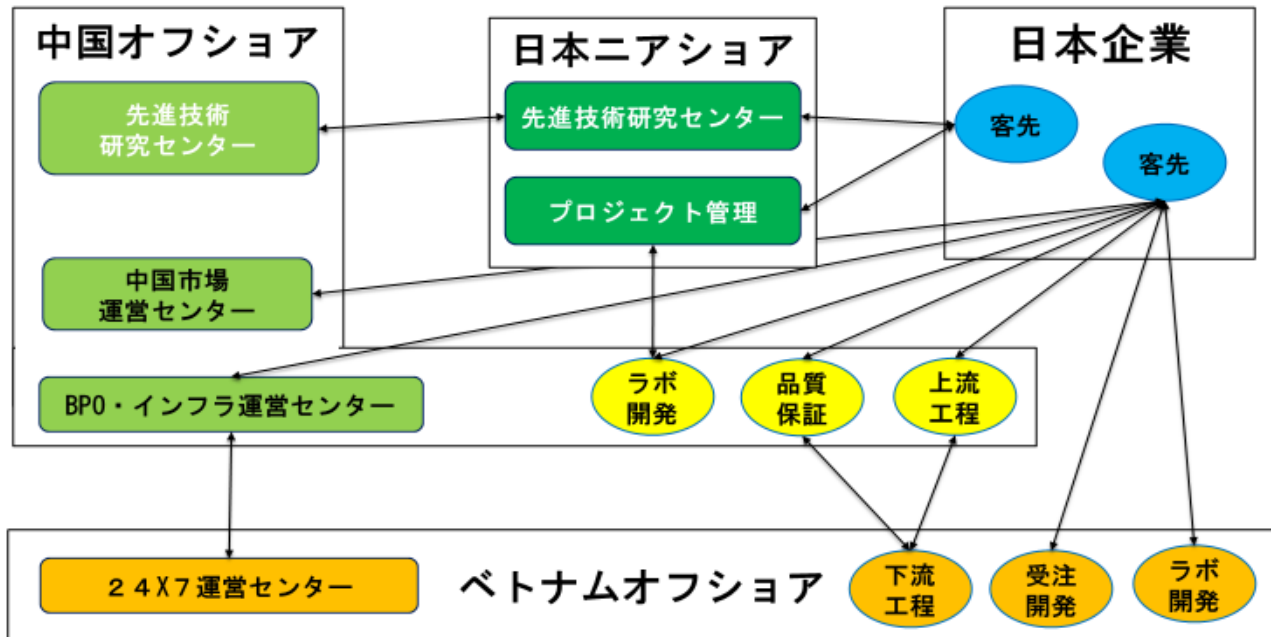 中国オフショア
日本ニアショア
日本企業
先進技術
研究センター
先進技術研究センター
客先
客先
プロジェクト管理
中国市場
運営センター
BPO・インフラ運営センター
ラボ
開発
品質
保証
上流
工程
２４X７運営センター
ベトナムオフショア
下流
工程
受注
開発
ラボ
開発